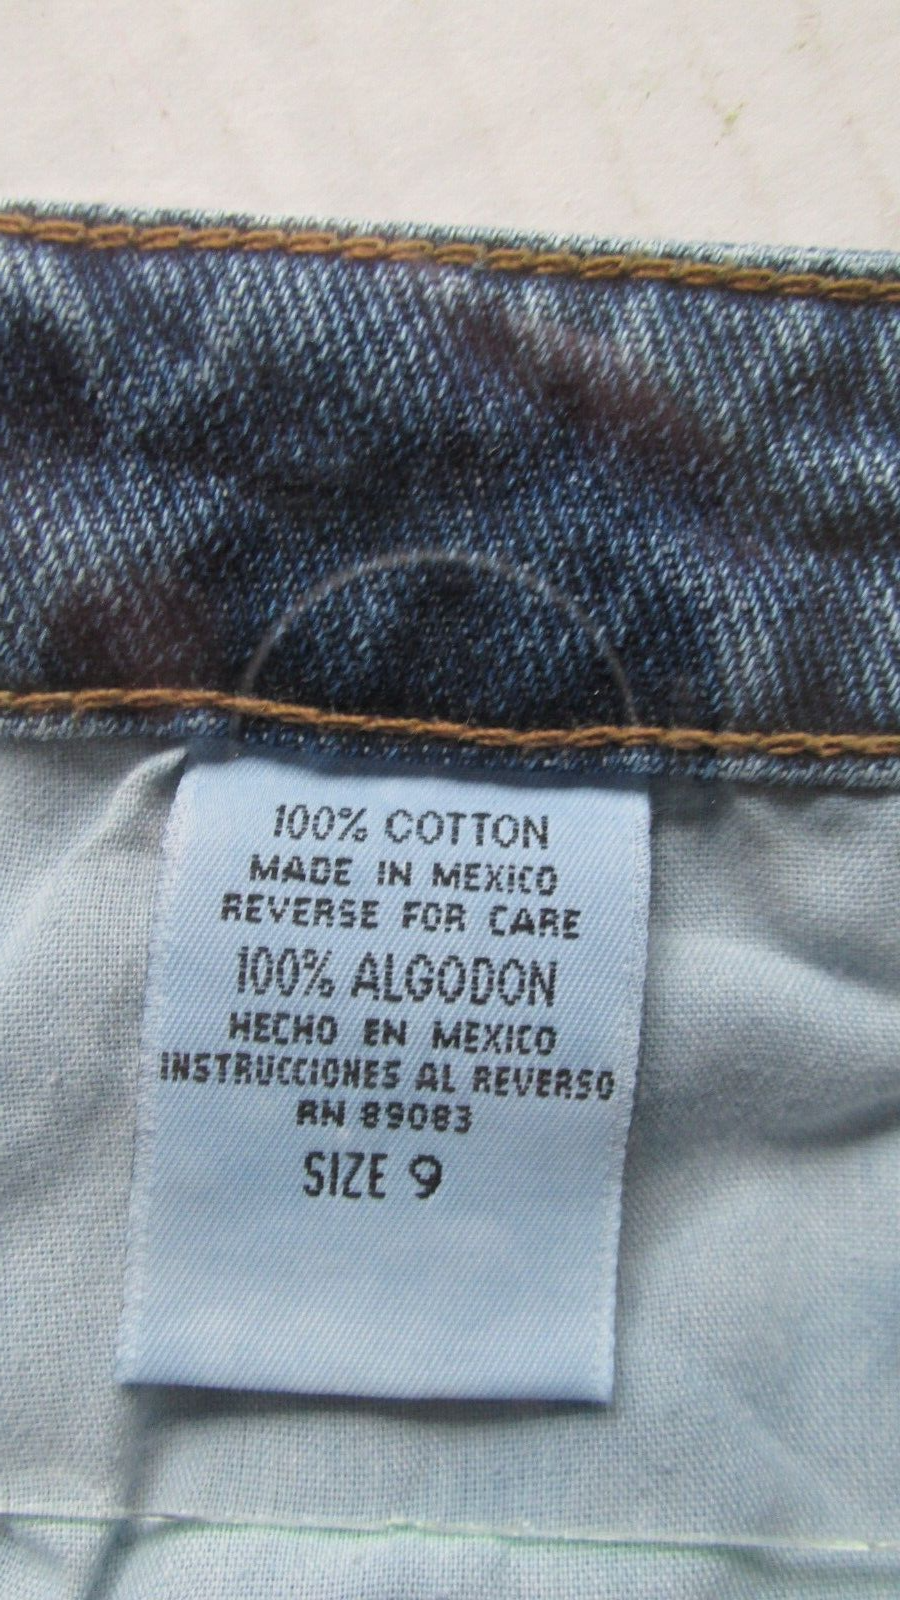 100% COTTON
MADE IN MEXICO
REVERSE FOR CARE
100% ALGODON
HECHO EN MEXICO
INSTRUCCIONES AL REVERSO
RN 89083
SIZE 9